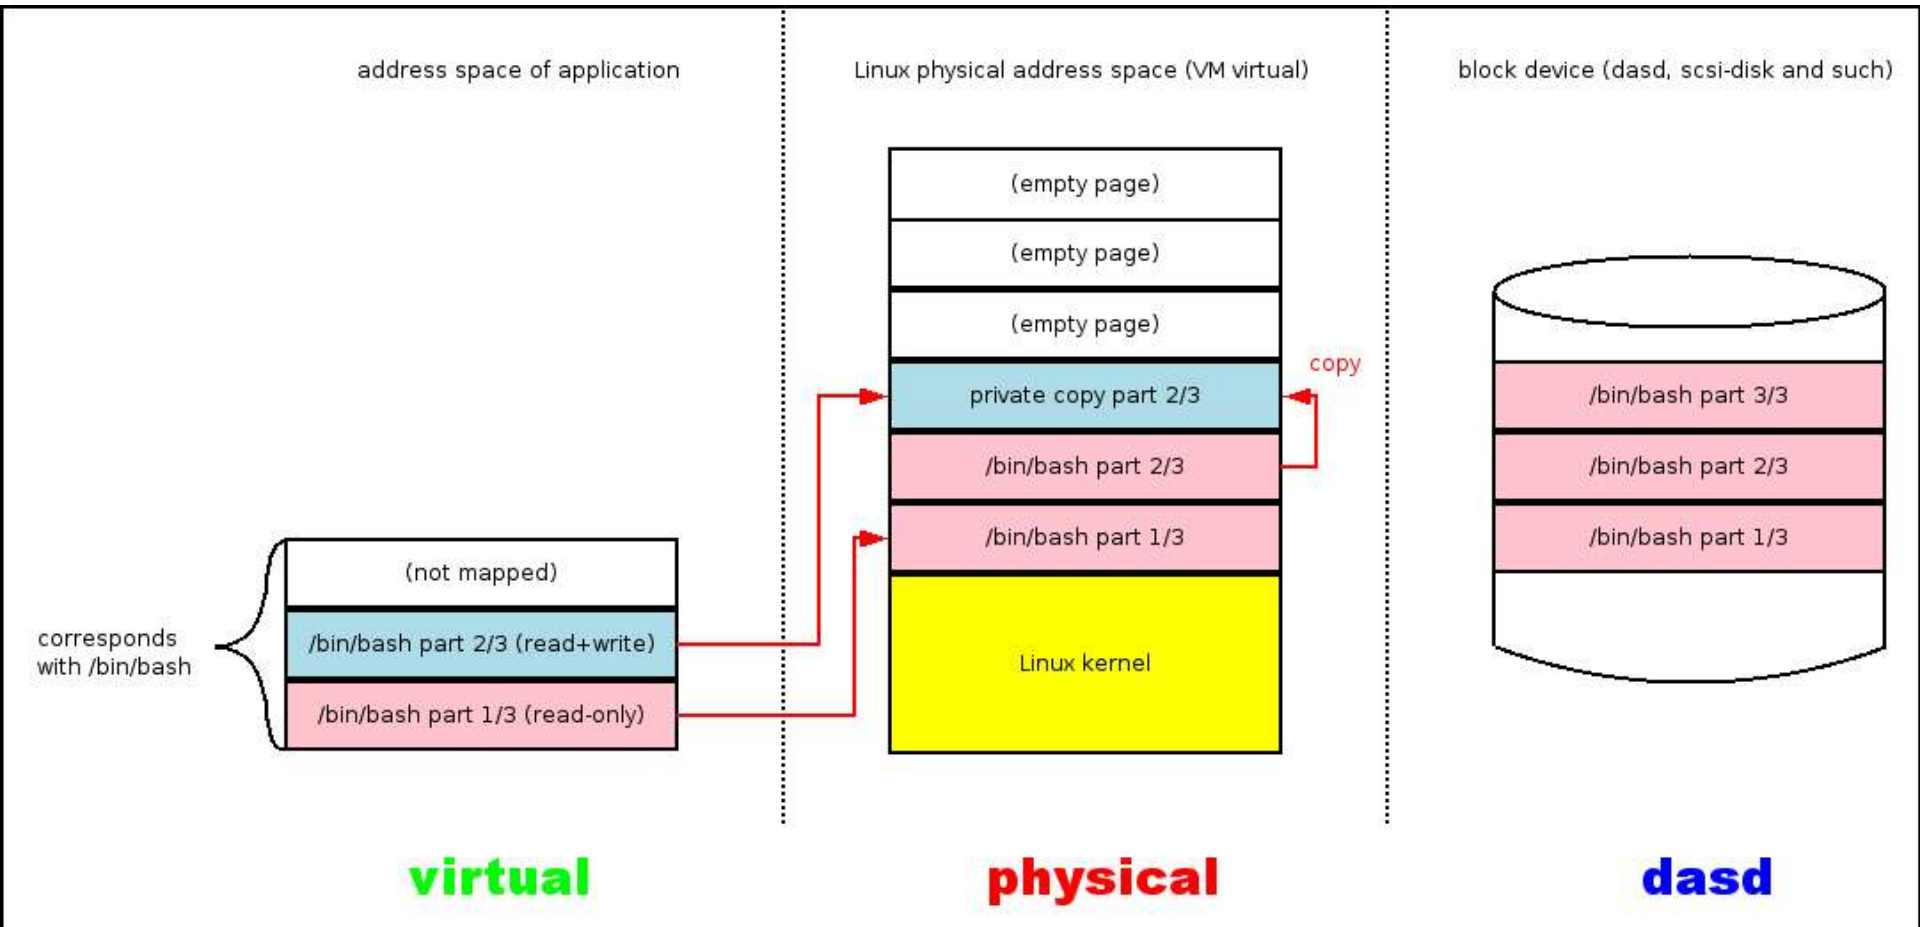 address space of application
Linux physical address space (VM virtual)
block device (dasd, scsi-disk and such)
(empty page)
(empty page)
(empty page)
copy
private copy part 2/3
/bin/bash part 2/3
/bin/bash part 1/3
Linux kernel
/bin/bash part 3/3
/bin/bash part 2/3
/bin/bash part 1/3
(not mapped)
/bin/bash part 2/3 (read+write)
/bin/bash part 1/3 (read-only)
corresponds
with /bin/bash
virtual
physical
dasd